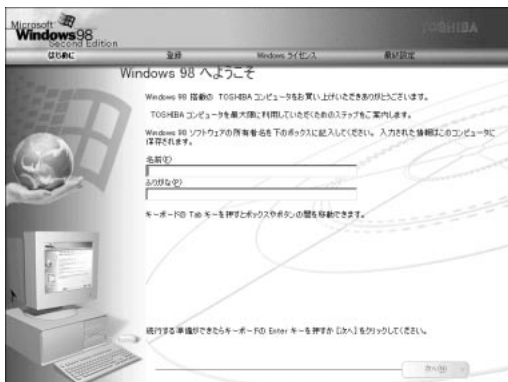 Microsoft
Windows98
Second Edition
TOSHIBA
はじめに
登録
Windows ライセンス
最終設定
Windows 98 へようこそ
Windows 98 搭載の TOSHIBA コンピュータをお買い上げいただきありがとうございます。
TOSHIBA コンピュータを最大限に利用していただくためのステップをご案内します。
Windows 98 ソフトウェアの所有者名を下のボックスに記入してください。 入力された情報はこのコンピュータに
保存されます。
名前(F)
ふりがな(P)
キーボードの Tab キーを押すとボックスやボタンの間を移動できます。
続行する準備ができたらキーボードの Enter キーを押すか [次へ] をクリックしてください。
次へ(N)